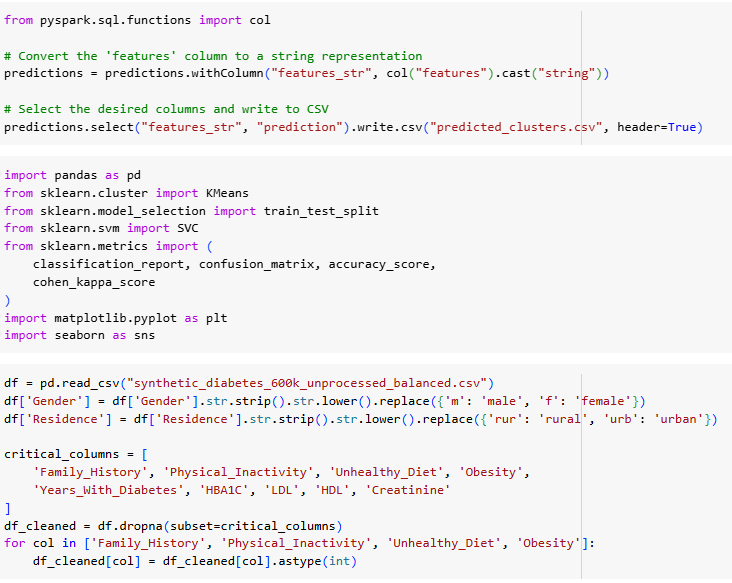 from pyspark.sql.functions import col
# Convert the 'features' column to a string representation
predictions = predictions.withColumn("features_str", col("features").cast("string"))
# Select the desired columns and write to CSV
predictions.select("features_str", "prediction").write.csv("predicted_clusters.csv", header=True)
import pandas as pd
from sklearn.cluster import KMeans
from sklearn.model_selection import train_test_split
from sklearn.svm import SVC
from sklearn.metrics import (
    classification_report, confusion_matrix, accuracy_score,
    cohen_kappa_score
)
import matplotlib.pyplot as plt
import seaborn as sns
df = pd.read_csv("synthetic_diabetes_600k_unprocessed_balanced.csv")
df['Gender'] = df['Gender'].str.strip().str.lower().replace({'m': 'male', 'f': 'female'})
df['Residence'] = df['Residence'].str.strip().str.lower().replace({'rur': 'rural', 'urb': 'urban'})
critical_columns = [
    'Family_History', 'Physical_Inactivity', 'Unhealthy_Diet', 'Obesity',
    'Years_With_Diabetes', 'HBA1C', 'LDL', 'HDL', 'Creatinine'
]
df_cleaned = df.dropna(subset=critical_columns)
for col in ['Family_History', 'Physical_Inactivity', 'Unhealthy_Diet', 'Obesity']:
    df_cleaned[col] = df_cleaned[col].astype(int)